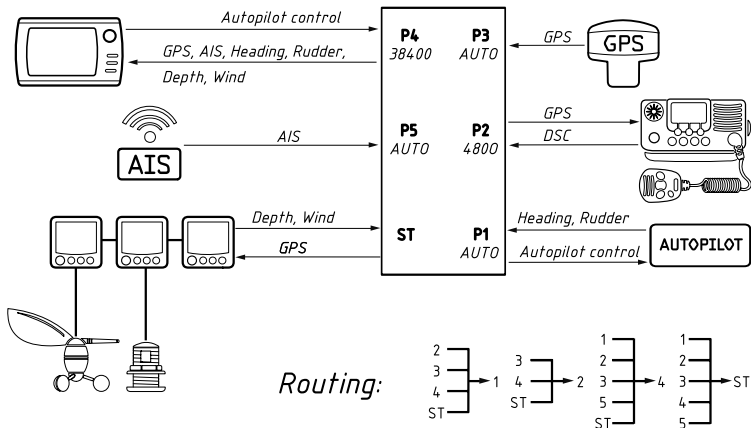 Autopilot control
GPS, AIS, Heading, Rudder,
Depth, Wind
P4
38400
P3
AUTO
GPS
GPS
AIS
AIS
P5
AUTO
P2
4800
GPS
DSC
Depth, Wind
GPS
ST
P1
AUTO
Heading, Rudder
Autopilot control
AUTOPILOT
Routing:
2
3
4
ST
1
3
4
ST
2
1
2
3
5
ST
4
1
2
3
4
5
ST